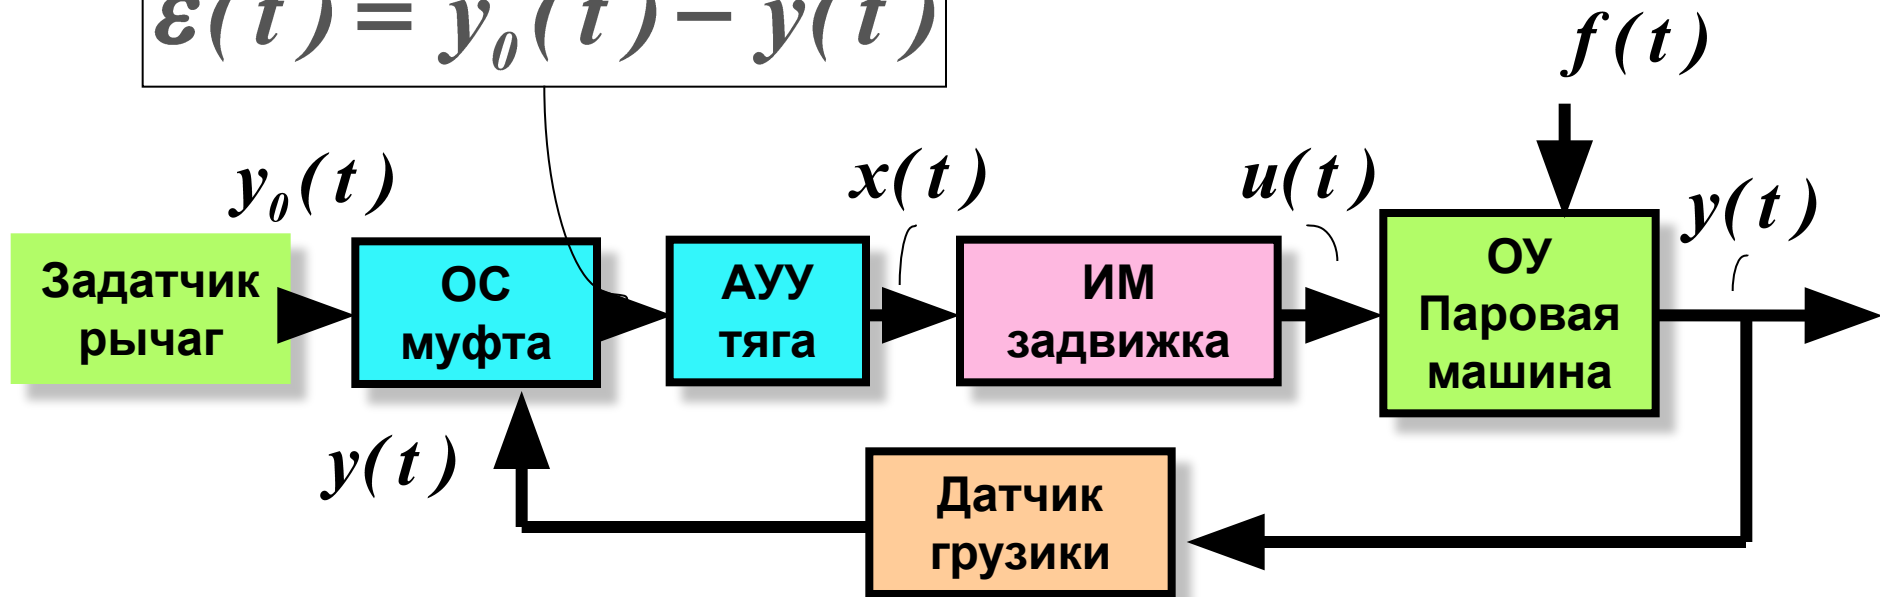 ε(t) = y₀(t) – y(t)
f(t)
y₀(t)
x(t)
u(t)
y(t)
Задатчик
рычаг
ОС
муфта
АУУ
тяга
ИМ
задвижка
ОУ
Паровая
машина
y(t)
Датчик
грузики